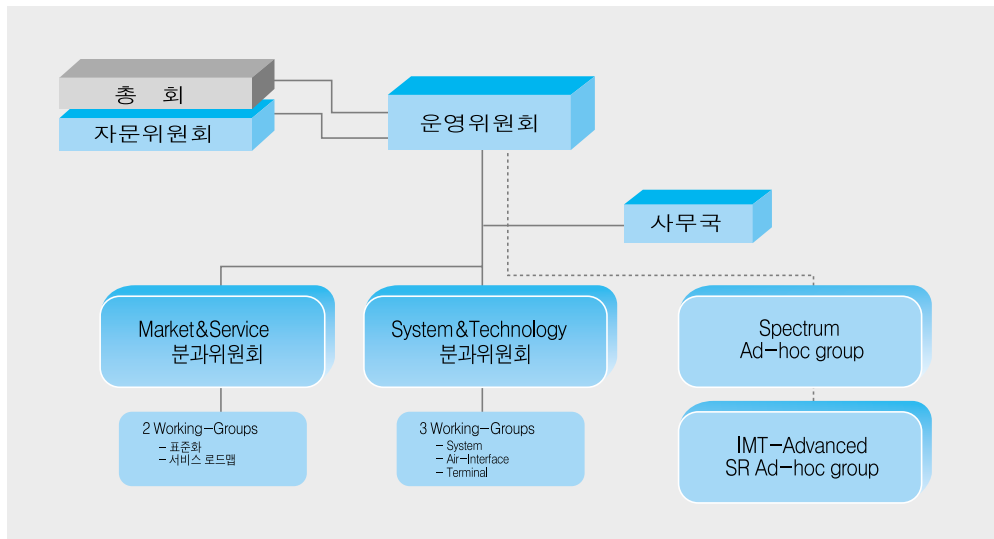 총 회
자문위원회
운영위원회
사무국
Market&Service
분과위원회
System&Technology
분과위원회
Spectrum
Ad-hoc group
2 Working-Groups
- 표준화
- 서비스 로드맵
3 Working-Groups
- System
- Air-Interface
- Terminal
IMT-Advanced
SR Ad-hoc group